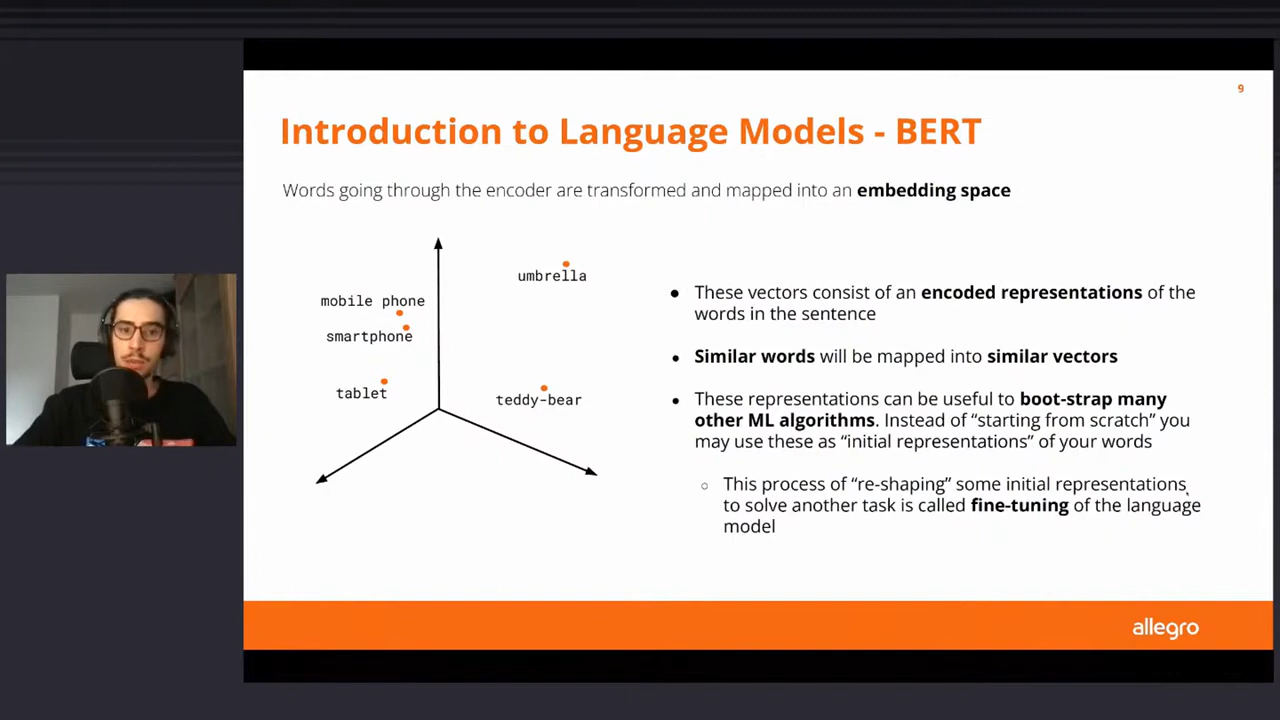 9
Introduction to Language Models - BERT
Words going through the encoder are transformed and mapped into an embedding space
umbrella
mobile phone
smartphone
tablet
teddy-bear
● These vectors consist of an encoded representations of the
words in the sentence
● Similar words will be mapped into similar vectors
● These representations can be useful to boot-strap many
other ML algorithms. Instead of “starting from scratch” you
may use these as “initial representations” of your words
○ This process of “re-shaping” some initial representations
to solve another task is called fine-tuning of the language
model
allegro